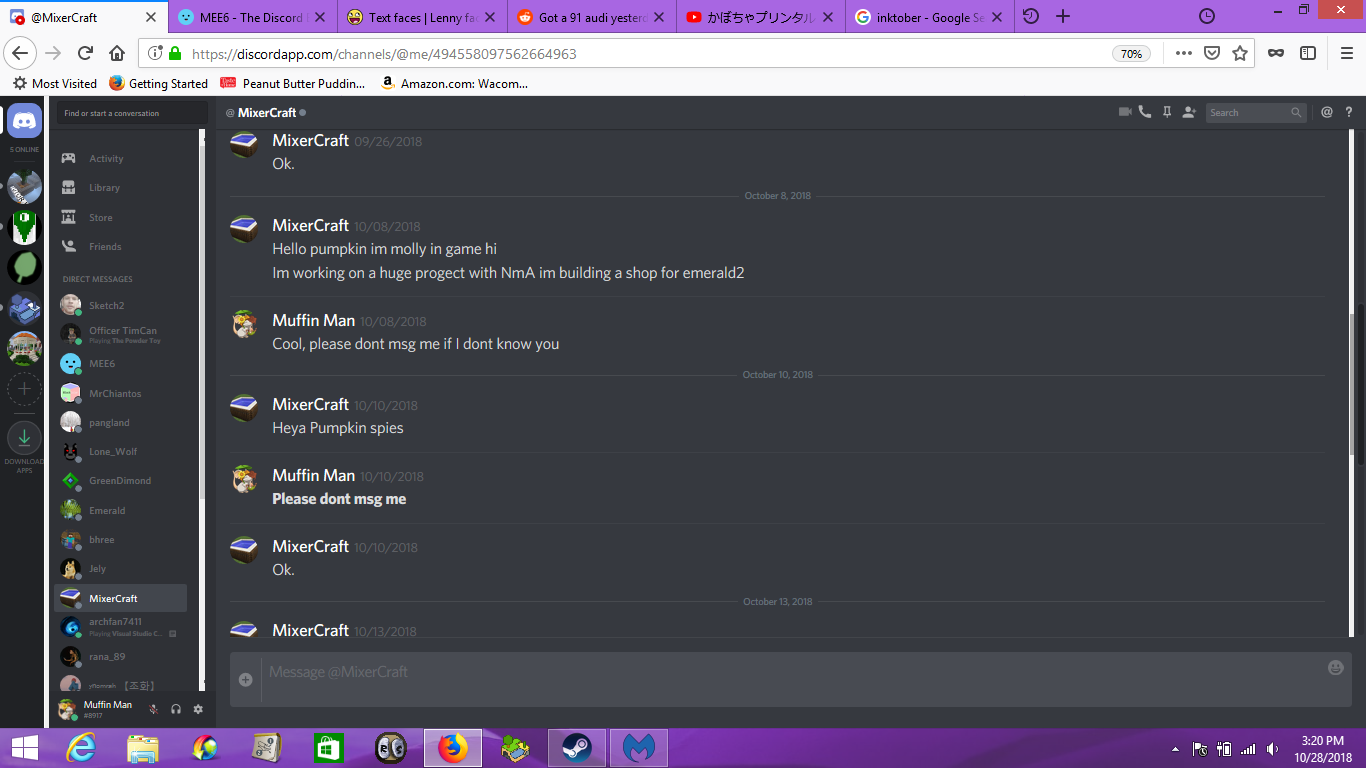 @MixerCraft
MEE6 - The Discord
Text faces | Lenny fac
Got a 91 audi yesterd
かぼちゃプリンタル
inktober - Google Se
https://discordapp.com/channels/@me/494558097562664963
70%
Most Visited
Getting Started
Peanut Butter Puddin...
Amazon.com: Wacom...
Find or start a conversation
@ MixerCraft
Search
5 ONLINE
Activity
Library
Store
Friends
DIRECT MESSAGES
Sketch2
Officer TimCan
Playing The Powder Toy
MEE6
MrChiantos
pangland
Lone_Wolf
GreenDimond
Emerald
bhree
Jely
MixerCraft
archfan7411
Playing Visual Studio C...
rana_89
【조화】
DOWNLOAD
APPS
Muffin Man
#8917
MixerCraft 09/26/2018
Ok.
October 8, 2018
MixerCraft 10/08/2018
Hello pumpkin im molly in game hi
Im working on a huge progect with NmA im building a shop for emerald2
Muffin Man 10/08/2018
Cool, please dont msg me if I dont know you
October 10, 2018
MixerCraft 10/10/2018
Heya Pumpkin spies
Muffin Man 10/10/2018
Please dont msg me
MixerCraft 10/10/2018
Ok.
October 13, 2018
MixerCraft 10/13/2018
Message @MixerCraft
3:20 PM
10/28/2018